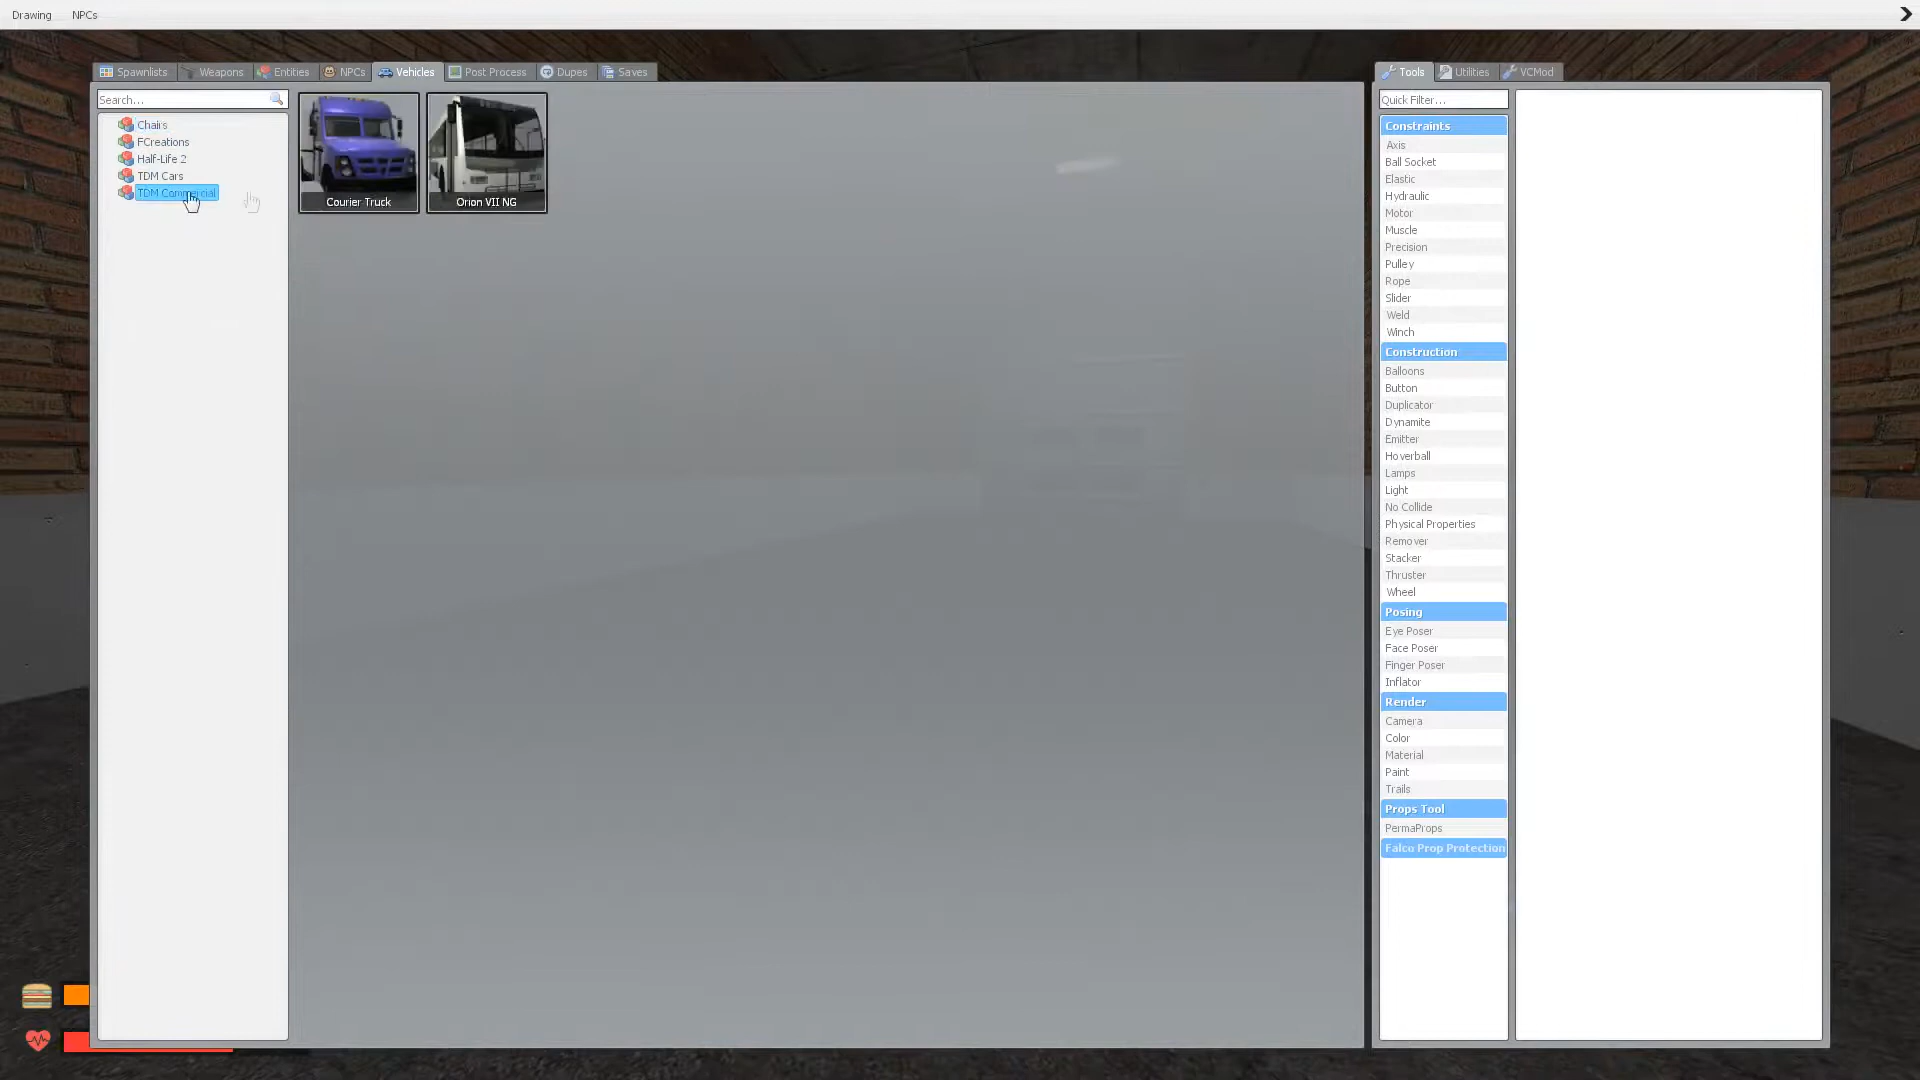 Drawing
NPCs
Spawnlists
Weapons
Entities
NPCs
Vehicles
Post Process
Dupes
Saves
Search...
Chairs
FCreations
Half-Life 2
TDM Cars
TDM Commercial
Courier Truck
Orion VII NG
Tools
Utilities
VCMod
Quick Filter...
Constraints
Axis
Ball Socket
Elastic
Hydraulic
Motor
Muscle
Precision
Pulley
Rope
Slider
Weld
Winch
Construction
Balloons
Button
Duplicator
Dynamite
Emitter
Hoverball
Lamps
Light
No Collide
Physical Properties
Remover
Stacker
Thruster
Wheel
Posing
Eye Poser
Face Poser
Finger Poser
Inflator
Render
Camera
Color
Material
Paint
Trails
Props Tool
PermaProps
Falco Prop Protection